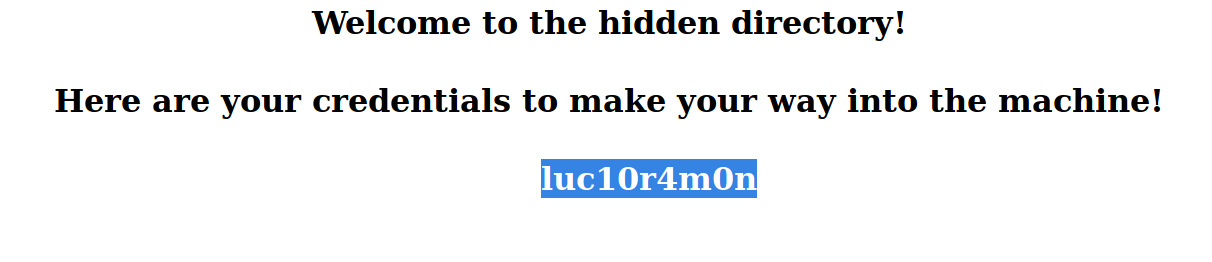 Welcome to the hidden directory!
Here are your credentials to make your way into the machine!
luc10r4m0n